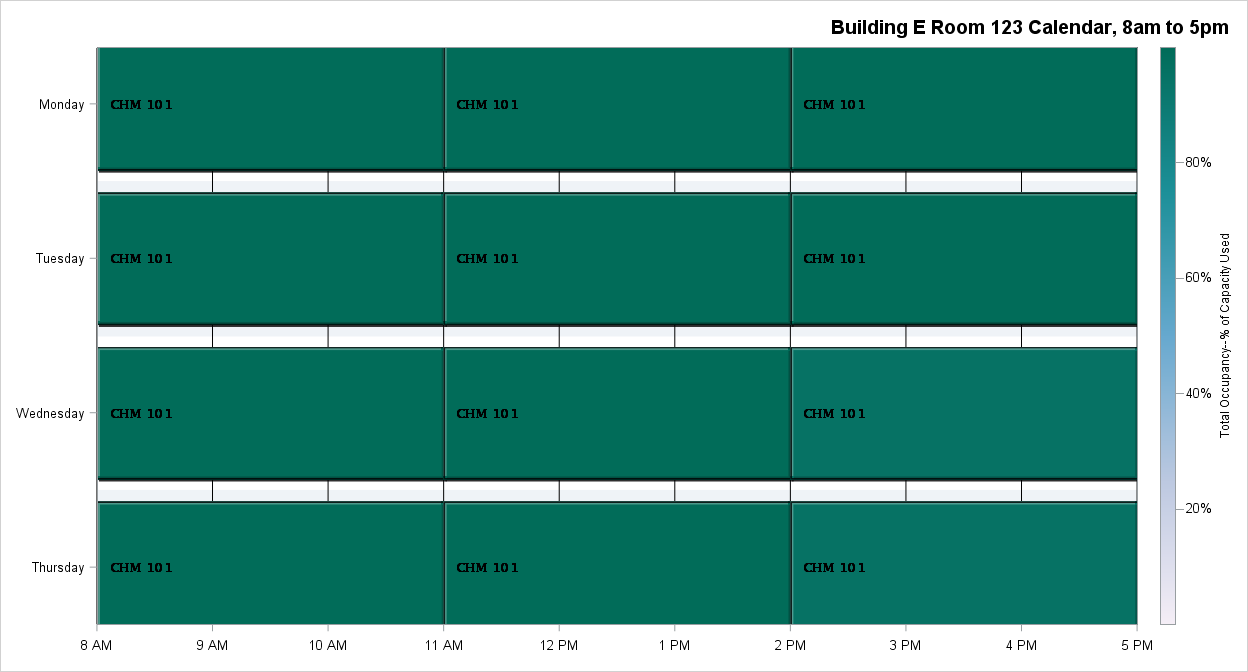 Building E Room 123 Calendar, 8am to 5pm
Monday
CHM 101
CHM 101
CHM 101
Tuesday
CHM 101
CHM 101
CHM 101
Wednesday
CHM 101
CHM 101
CHM 101
Thursday
CHM 101
CHM 101
CHM 101
8 AM
9 AM
10 AM
11 AM
12 PM
1 PM
2 PM
3 PM
4 PM
5 PM
80%
60%
40%
20%
Total Occupancy--% of Capacity Used